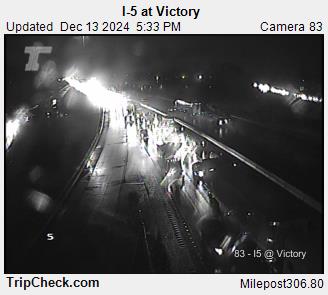 I-5 at Victory
Updated  Dec 13 2024  5:33 PM
Camera 83
T
S
83 - I5 @ Victory
TripCheck.com
Milepost306.80